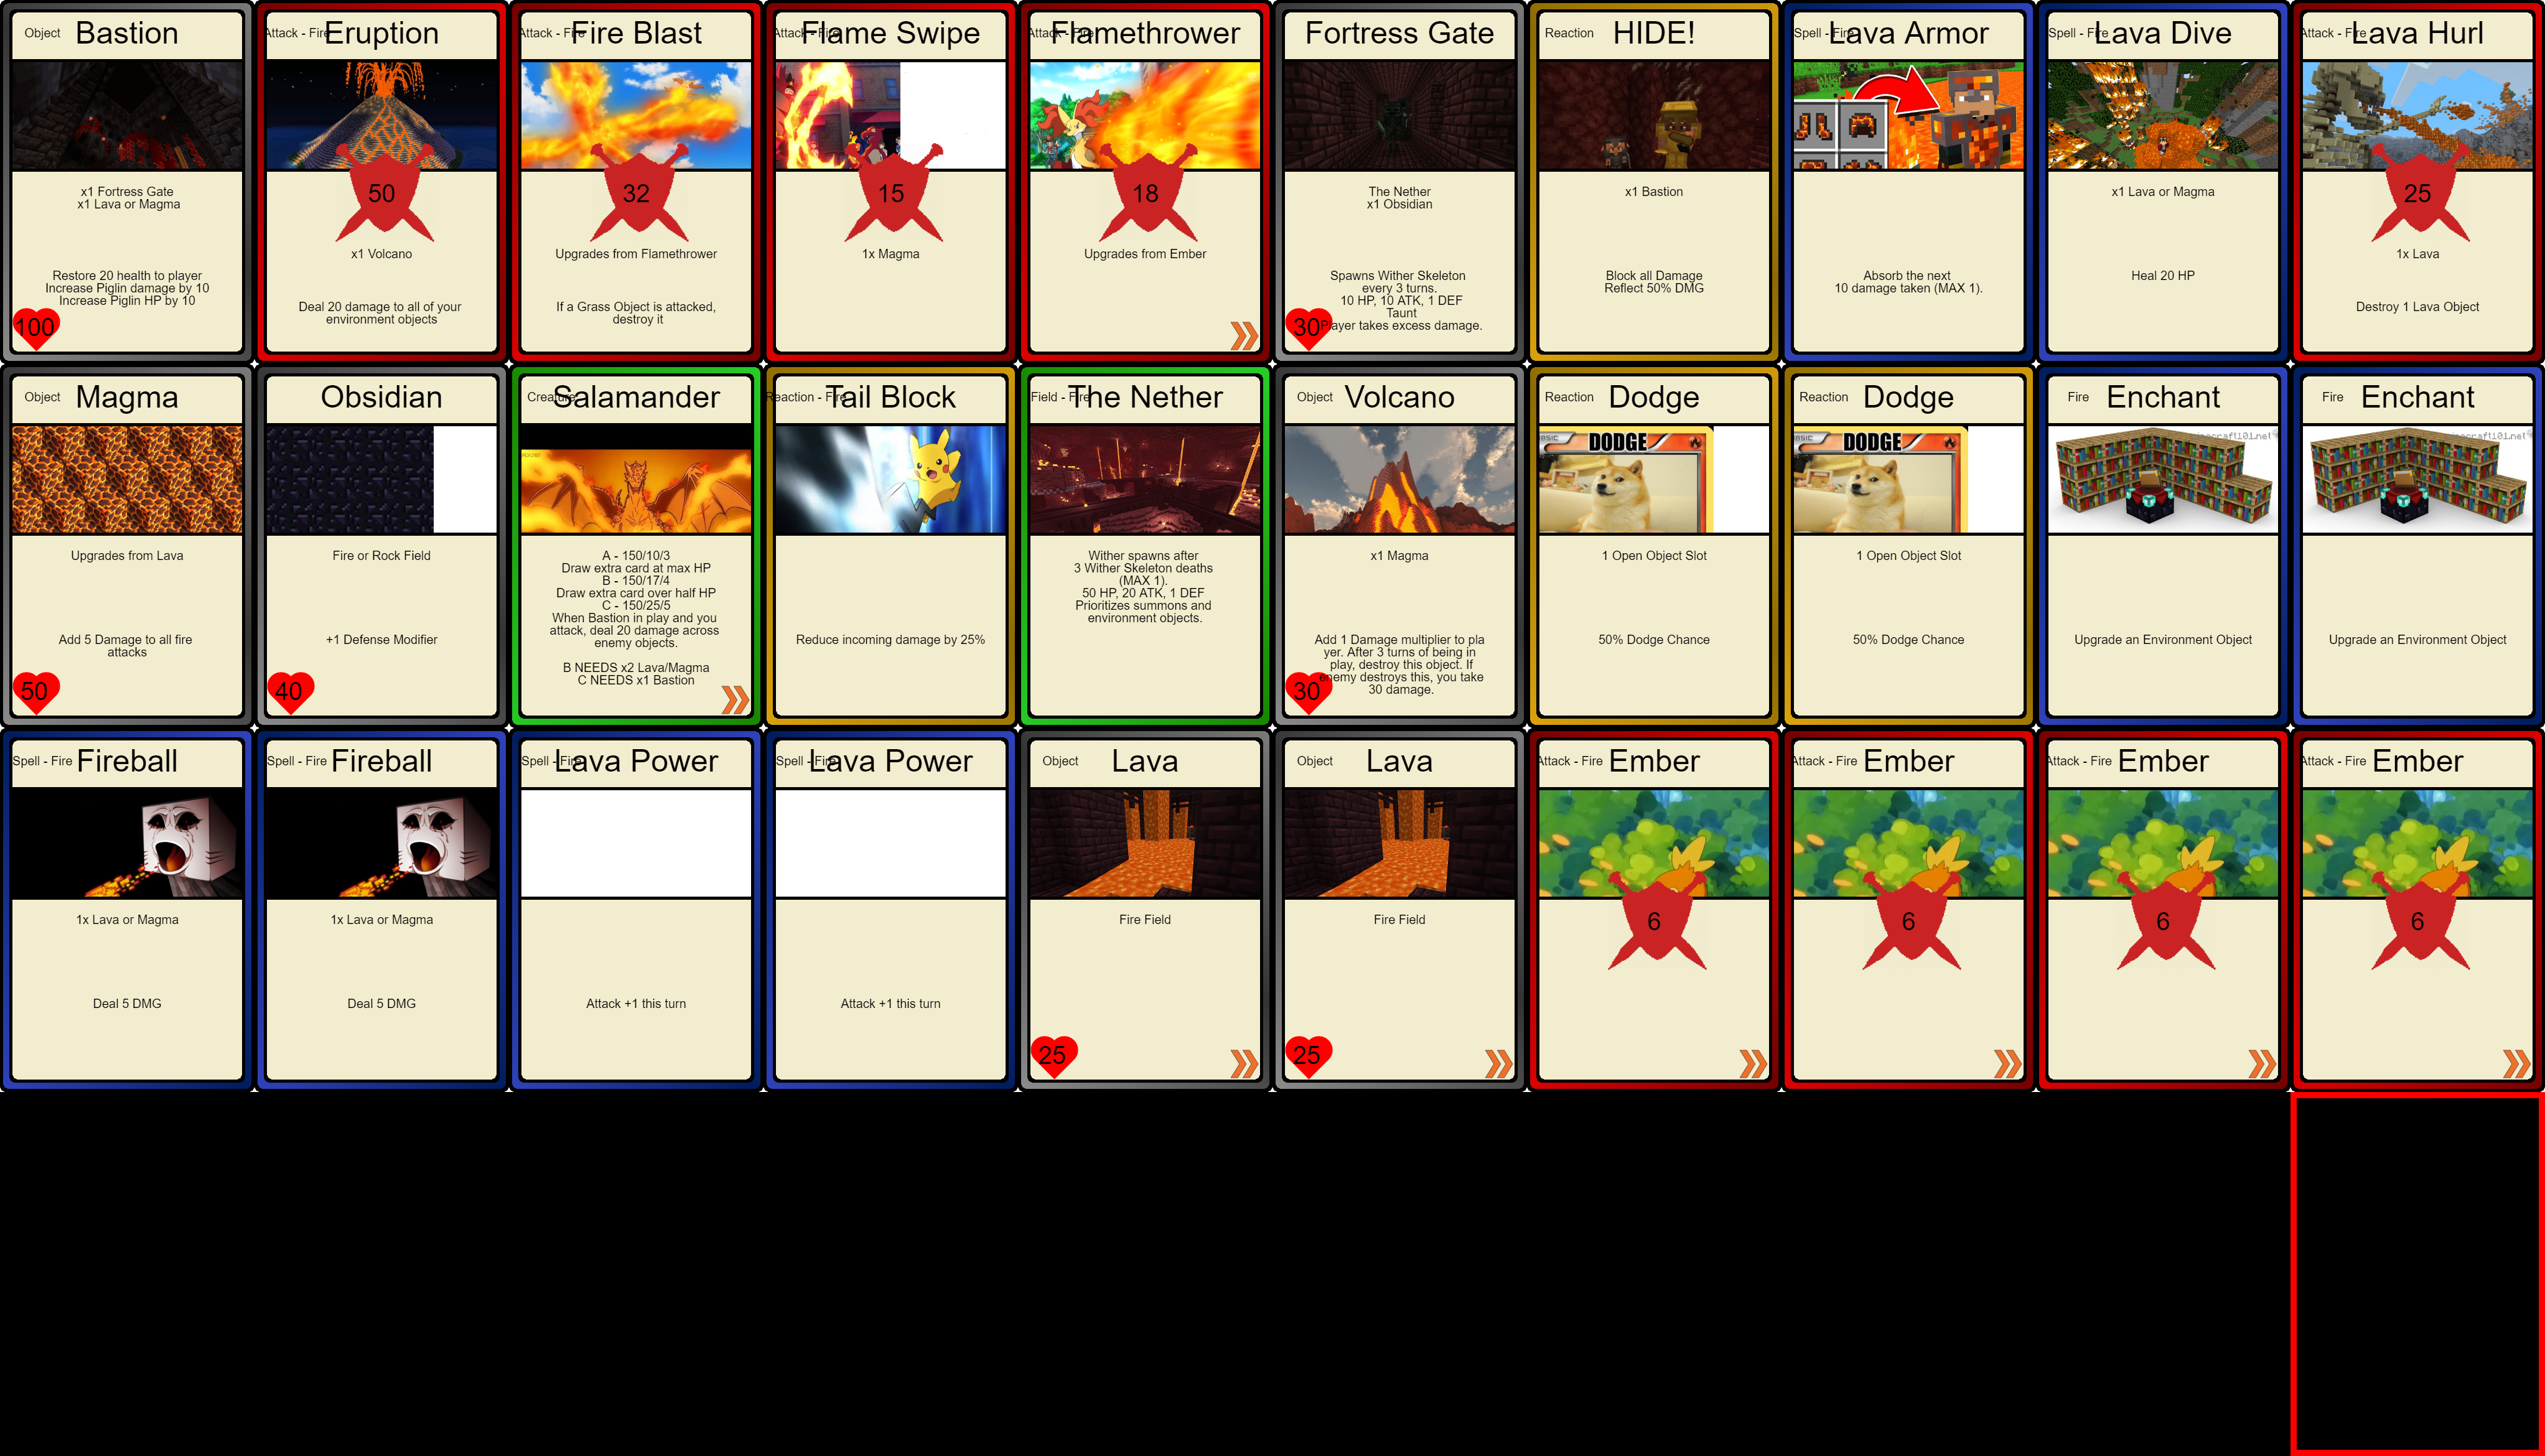 Object
Bastion
x1 Fortress Gate
x1 Lava or Magma
Restore 20 health to player
Increase Piglin damage by 10
Increase Piglin HP by 10
100
Attack - Fire
Eruption
50
x1 Volcano
Deal 20 damage to all of your
environment objects
Attack - Fire
Fire Blast
32
Upgrades from Flamethrower
If a Grass Object is attacked,
destroy it
Attack - Fire
Flame Swipe
15
1x Magma
Attack - Fire
Flamethrower
18
Upgrades from Ember
Fortress Gate
The Nether
x1 Obsidian
Spawns Wither Skeleton
every 3 turns.
10 HP, 10 ATK, 1 DEF
Taunt
Player takes excess damage.
30
Reaction
HIDE!
x1 Bastion
Block all Damage
Reflect 50% DMG
Spell - Fire
Lava Armor
Absorb the next
10 damage taken (MAX 1).
Spell - Fire
Lava Dive
x1 Lava or Magma
Heal 20 HP
Attack - Fire
Lava Hurl
25
1x Lava
Destroy 1 Lava Object
Object
Magma
Upgrades from Lava
Add 5 Damage to all fire
attacks
50
Obsidian
Fire or Rock Field
+1 Defense Modifier
40
Creature
Salamander
A - 150/10/3
Draw extra card at max HP
B - 150/17/4
Draw extra card over half HP
C - 150/25/5
When Bastion in play and you
attack, deal 20 damage across
enemy objects.
B NEEDS x2 Lava/Magma
C NEEDS x1 Bastion
Reaction - Fire
Tail Block
Reduce incoming damage by 25%
Field - Fire
The Nether
Wither spawns after
3 Wither Skeleton deaths
(MAX 1).
50 HP, 20 ATK, 1 DEF
Prioritizes summons and
environment objects.
Object
Volcano
x1 Magma
Add 1 Damage multiplier to pla
yer. After 3 turns of being in
play, destroy this object. If
enemy destroys this, you take
30 damage.
30
Reaction
Dodge
BASIC
DODGE
1 Open Object Slot
50% Dodge Chance
Reaction
Dodge
BASIC
DODGE
1 Open Object Slot
50% Dodge Chance
Fire
Enchant
minecraft101.net
Upgrade an Environment Object
Fire
Enchant
minecraft101.net
Upgrade an Environment Object
Spell - Fire
Fireball
1x Lava or Magma
Deal 5 DMG
Spell - Fire
Fireball
1x Lava or Magma
Deal 5 DMG
Spell - Fire
Lava Power
Attack +1 this turn
Spell - Fire
Lava Power
Attack +1 this turn
Object
Lava
Fire Field
25
Object
Lava
Fire Field
25
Attack - Fire
Ember
6
Attack - Fire
Ember
6
Attack - Fire
Ember
6
Attack - Fire
Ember
6